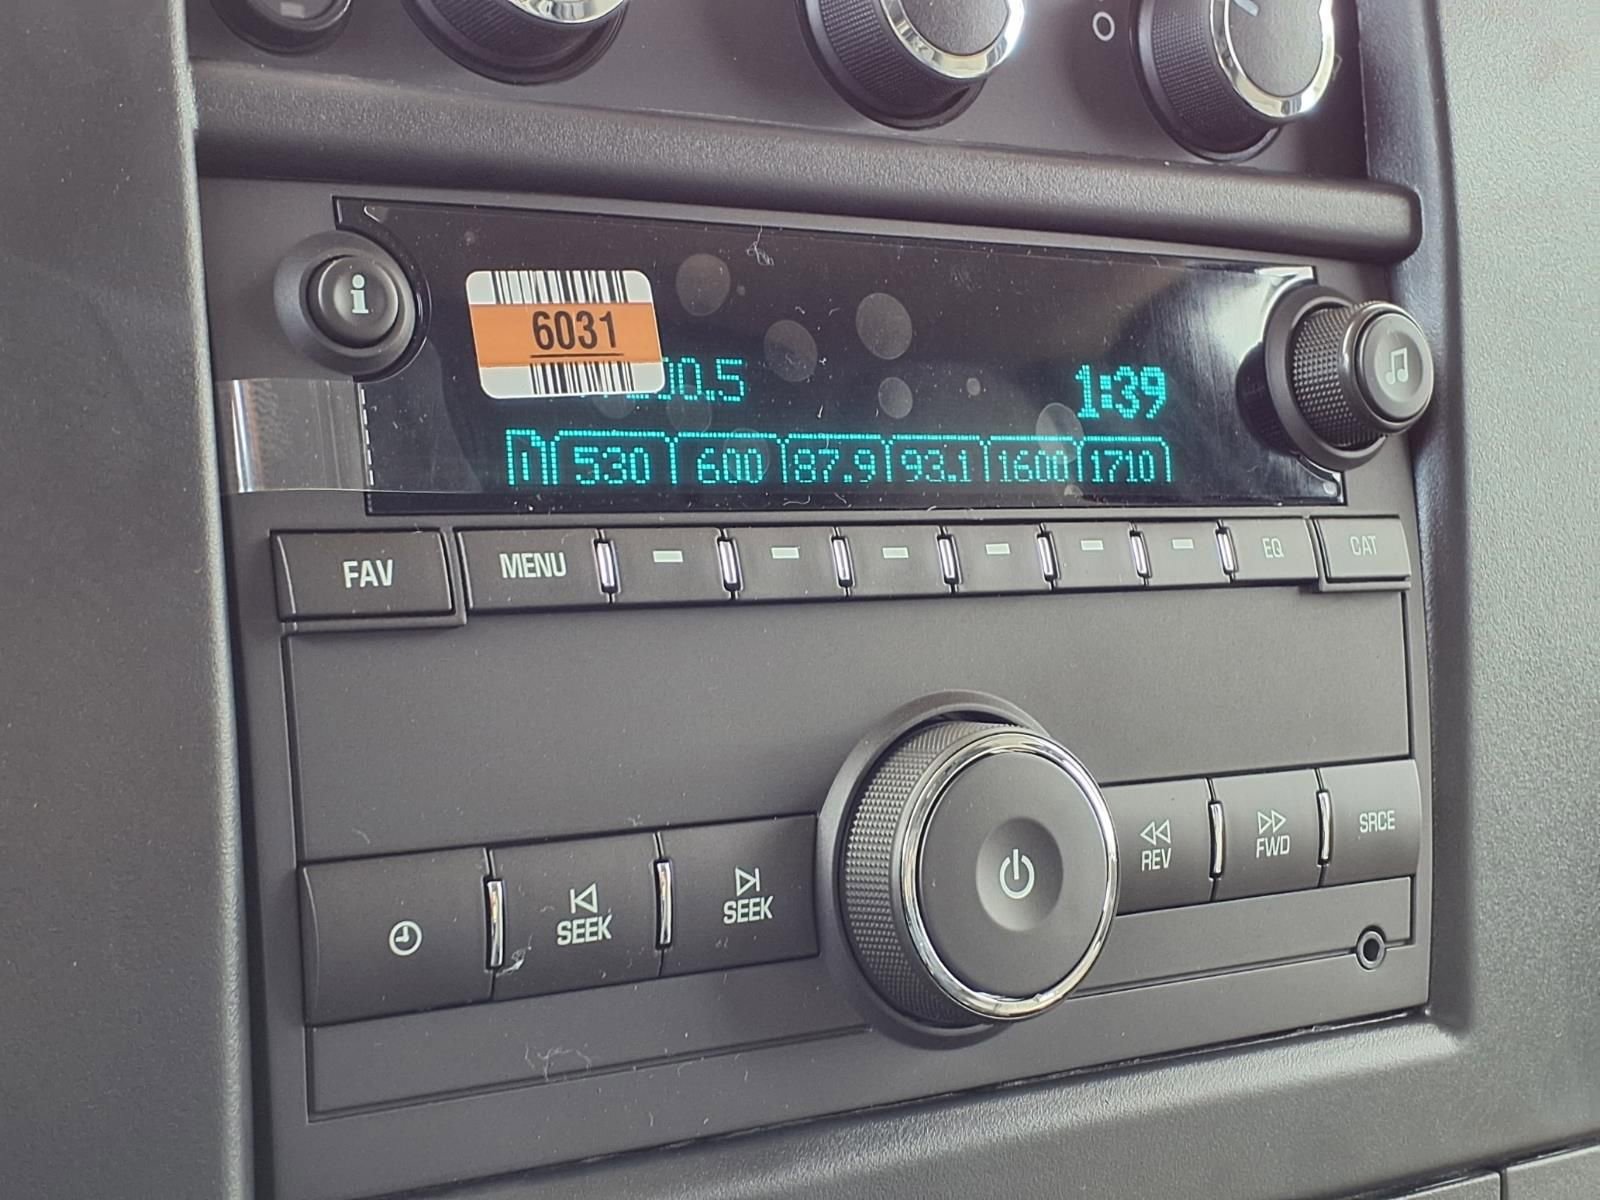 i
6031
00.5
1:39
1 530 600 87.9 93.1 1600 1710
FAV MENU EQ CAT
SEEK SEEK REV FWD SRCE